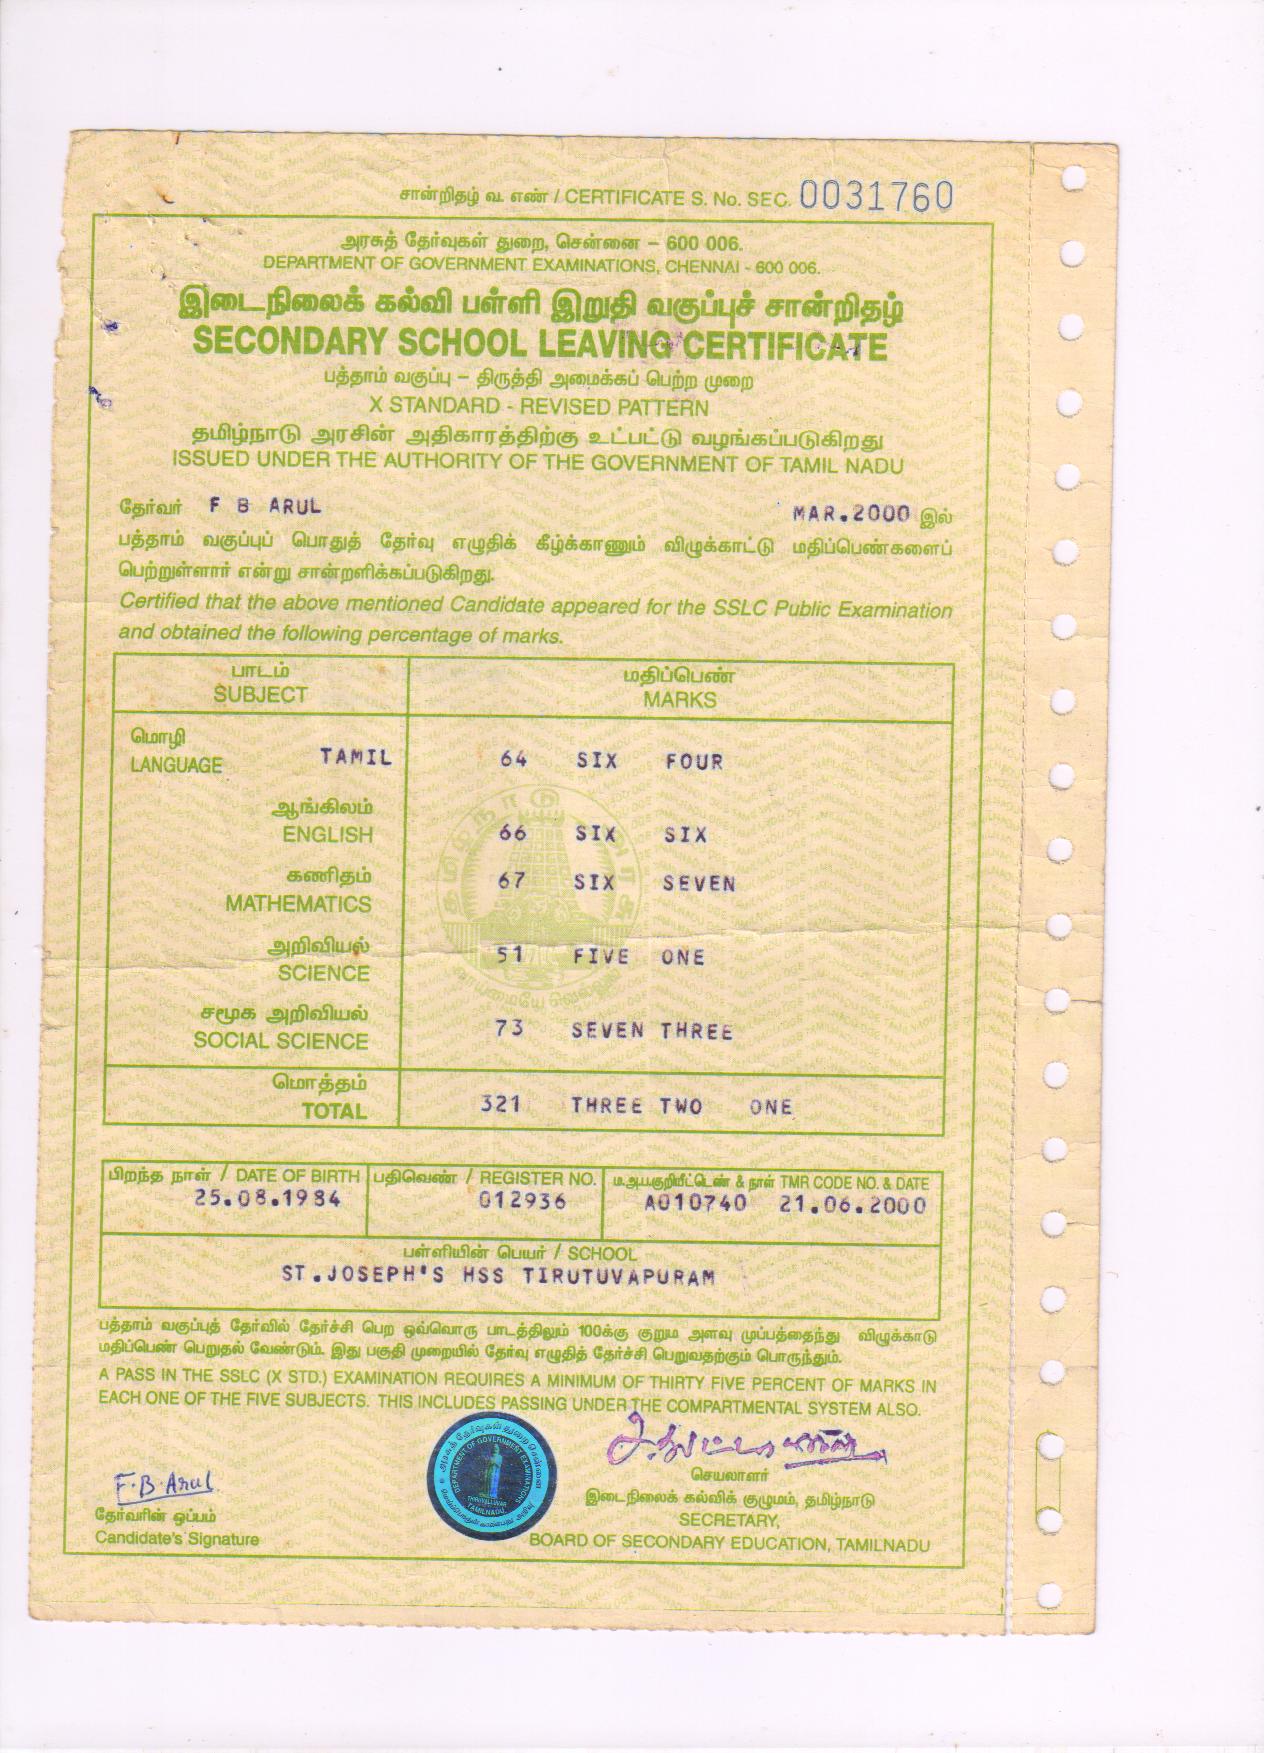 சான்றிதழ் வ. எண் / CERTIFICATE S. No. SEC. 0031760
அரசுத் தேர்வுகள் துறை, சென்னை – 600 006.
DEPARTMENT OF GOVERNMENT EXAMINATIONS, CHENNAI - 600 006.
இடைநிலைக் கல்வி பள்ளி இறுதி வகுப்புச் சான்றிதழ்
SECONDARY SCHOOL LEAVING CERTIFICATE
பத்தாம் வகுப்பு – திருத்தி அமைக்கப் பெற்ற முறை
X STANDARD - REVISED PATTERN
தமிழ்நாடு அரசின் அதிகாரத்திற்கு உட்பட்டு வழங்கப்படுகிறது
ISSUED UNDER THE AUTHORITY OF THE GOVERNMENT OF TAMIL NADU
தேர்வர் F B ARUL MAR.2000 இல்
பத்தாம் வகுப்புப் பொதுத் தேர்வு எழுதிக் கீழ்க்காணும் விழுக்காட்டு மதிப்பெண்களைப்
பெற்றுள்ளார் என்று சான்றளிக்கப்படுகிறது.
Certified that the above mentioned Candidate appeared for the SSLC Public Examination
and obtained the following percentage of marks.
பாடம் மதிப்பெண்
SUBJECT MARKS
மொழி
LANGUAGE TAMIL 64 SIX FOUR
ஆங்கிலம்
ENGLISH 66 SIX SIX
கணிதம் 67 SIX SEVEN
MATHEMATICS
அறிவியல் 51 FIVE ONE
SCIENCE
சமூக அறிவியல் 73 SEVEN THREE
SOCIAL SCIENCE
மொத்தம்
TOTAL 321 THREE TWO ONE
பிறந்த நாள் / DATE OF BIRTH பதிவெண் / REGISTER NO. ம.அ.ப.குறியீட்டெண் & நாள் TMR CODE NO. & DATE
25.08.1984 012936 A010740 21.06.2000
பள்ளியின் பெயர் / SCHOOL
ST.JOSEPH'S HSS TIRUTUVAPURAM
பத்தாம் வகுப்புத் தேர்வில் தேர்ச்சி பெற ஒவ்வொரு பாடத்திலும் 100க்கு குறும அளவு முப்பத்தைந்து விழுக்காடு
மதிப்பெண் பெறுதல் வேண்டும். இது பகுதி முறையில் தேர்வு எழுதித் தேர்ச்சி பெறுவதற்கும் பொருந்தும்.
A PASS IN THE SSLC (X STD.) EXAMINATION REQUIRES A MINIMUM OF THIRTY FIVE PERCENT OF MARKS IN
EACH ONE OF THE FIVE SUBJECTS. THIS INCLUDES PASSING UNDER THE COMPARTMENTAL SYSTEM ALSO.
அரசுத் தேர்வுகள் துறை சென்னை
DEPARTMENT OF GOVERNMENT EXAMINATIONS
THIRUVALLUVAR
TAMILNADU
F.B.Arul
தேர்வரின் ஒப்பம்
Candidate's Signature
செயலாளர்
இடைநிலைக் கல்விக் குழுமம், தமிழ்நாடு
SECRETARY,
BOARD OF SECONDARY EDUCATION, TAMILNADU